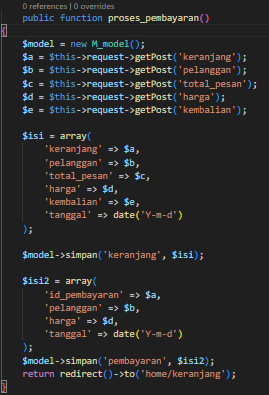 0 references | 0 overrides
public function proses_pembayaran()
{
$model = new M_model();
$a = $this->request->getPost('keranjang');
$b = $this->request->getPost('pelanggan');
$c = $this->request->getPost('total_pesan');
$d = $this->request->getPost('harga');
$e = $this->request->getPost('kembalian');
$isi = array(
'keranjang' => $a,
'pelanggan' => $b,
'total_pesan' => $c,
'harga' => $d,
'kembalian' => $e,
'tanggal' => date('Y-m-d')
);
$model->simpan('keranjang', $isi);
$isi2 = array(
'id_pembayaran' => $a,
'pelanggan' => $b,
'harga' => $d,
'tanggal' => date('Y-m-d')
);
$model->simpan('pembayaran', $isi2);
return redirect()->to('home/keranjang');
}